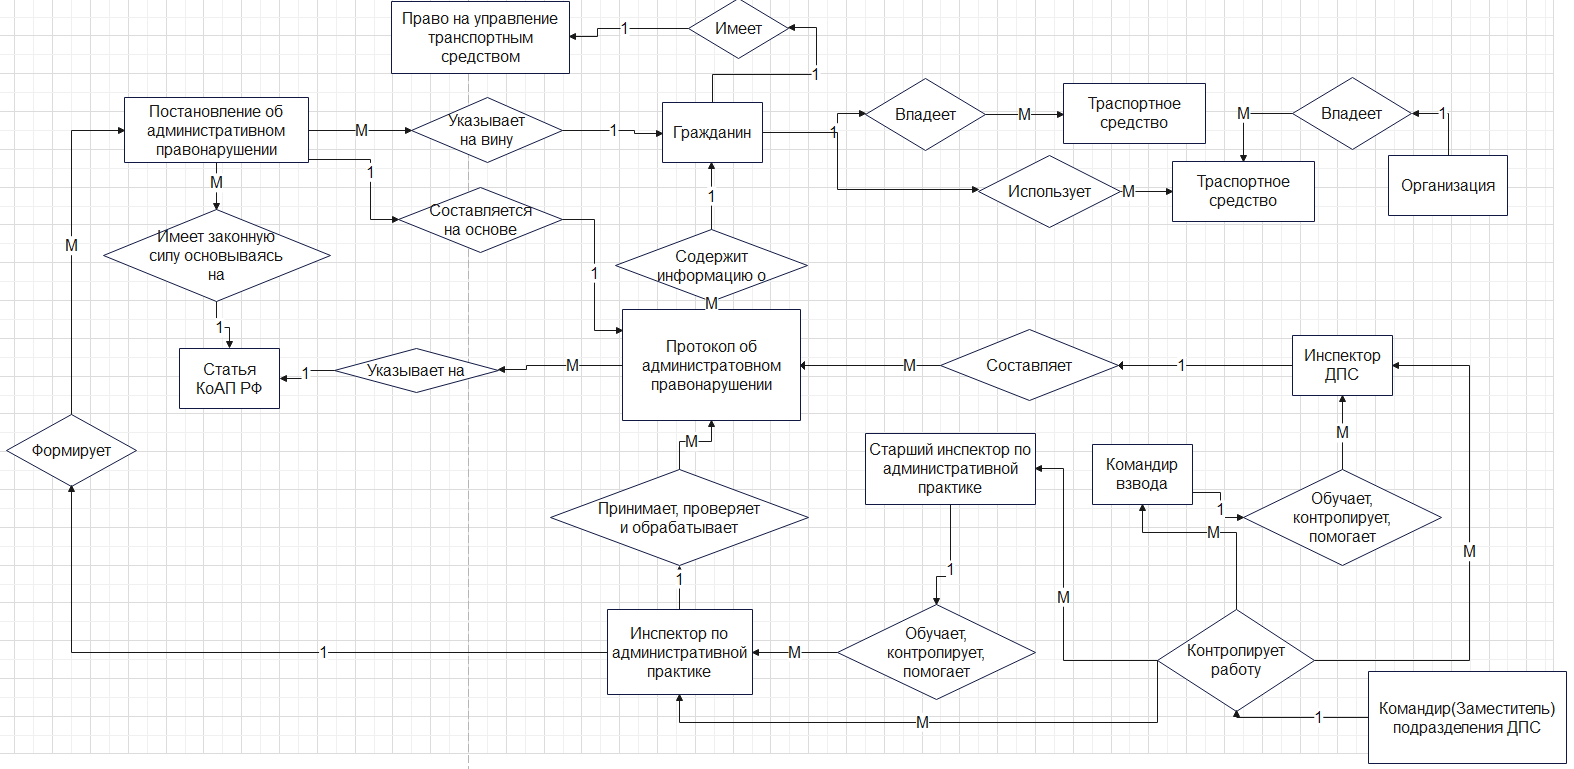 Право на управление
транспортным
средством
1
Имеет
1
Постановление об
административном
правонарушении
М
Указывает
на вину
1
Гражданин
1
Владеет
М
Траспортное
средство
М
Владеет
1
Организация
Использует
М
Траспортное
средство
М
1
Составляется
на основе
1
1
Содержит
информацию о
М
Имеет законную
силу основываясь
на
1
М
Статья
КоАП РФ
1
Указывает на
М
Протокол об
администратовном
правонарушении
М
Составляет
1
Инспектор
ДПС
Формирует
М
Старший инспектор по
административной
практике
Командир
взвода
М
1
Обучает,
контролирует,
помогает
М
М
Принимает, проверяет
и обрабатывает
1
1
М
Инспектор по
административной
практике
1
М
Обучает,
контролирует,
помогает
Контролирует
работу
М
1
Командир(Заместитель)
подразделения ДПС